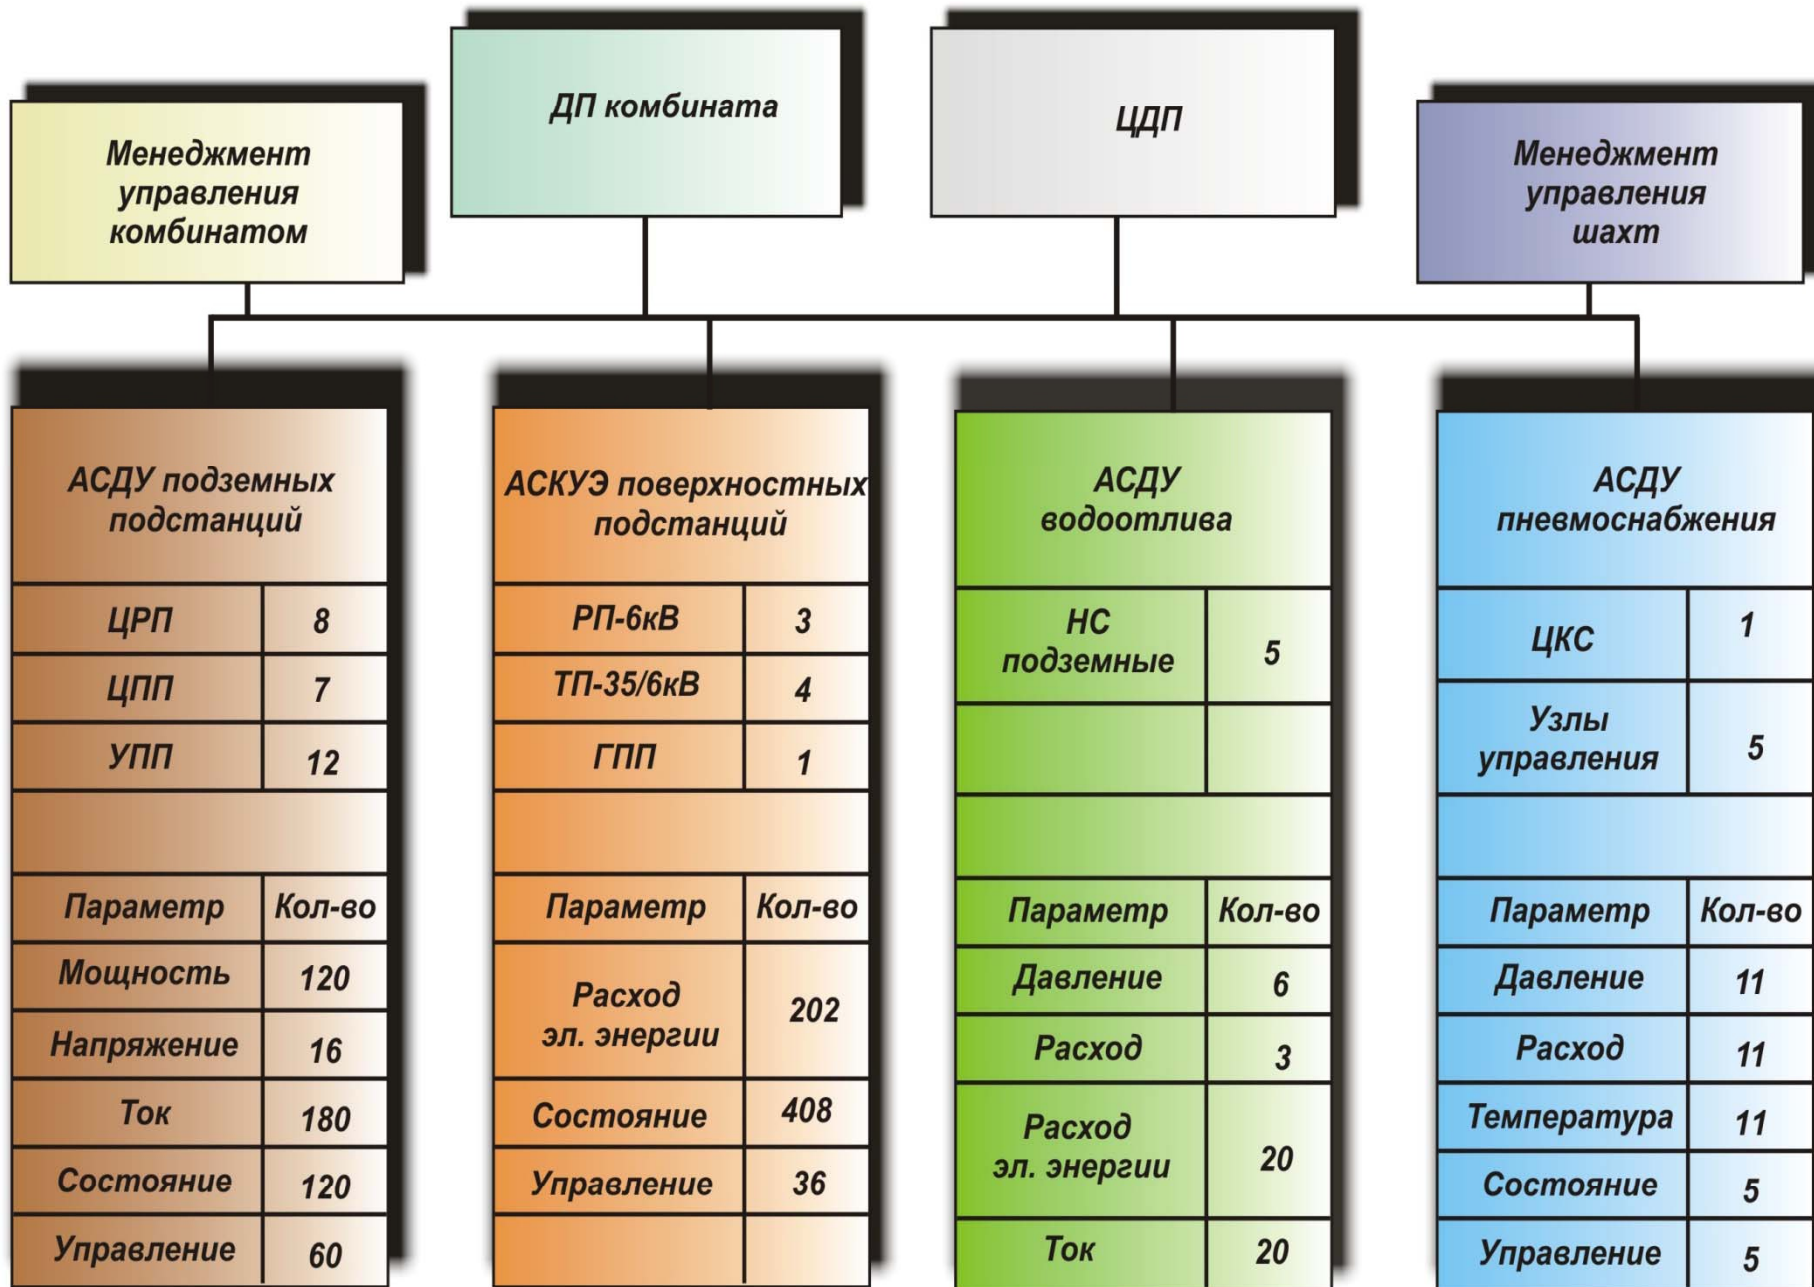 Менеджмент
управления
комбинатом
ДП комбината
ЦДП
Менеджмент
управления
шахт
АСДУ подземных
подстанций
ЦРП 8
ЦПП 7
УПП 12
Параметр Кол-во
Мощность 120
Напряжение 16
Ток 180
Состояние 120
Управление 60
АСКУЭ поверхностных
подстанций
РП-6кВ 3
ТП-35/6кВ 4
ГПП 1
Параметр Кол-во
Расход
эл. энергии 202
Состояние 408
Управление 36
АСДУ
водоотлива
НС
подземные 5
Параметр Кол-во
Давление 6
Расход 3
Расход
эл. энергии 20
Ток 20
АСДУ
пневмоснабжения
ЦКС 1
Узлы
управления 5
Параметр Кол-во
Давление 11
Расход 11
Температура 11
Состояние 5
Управление 5